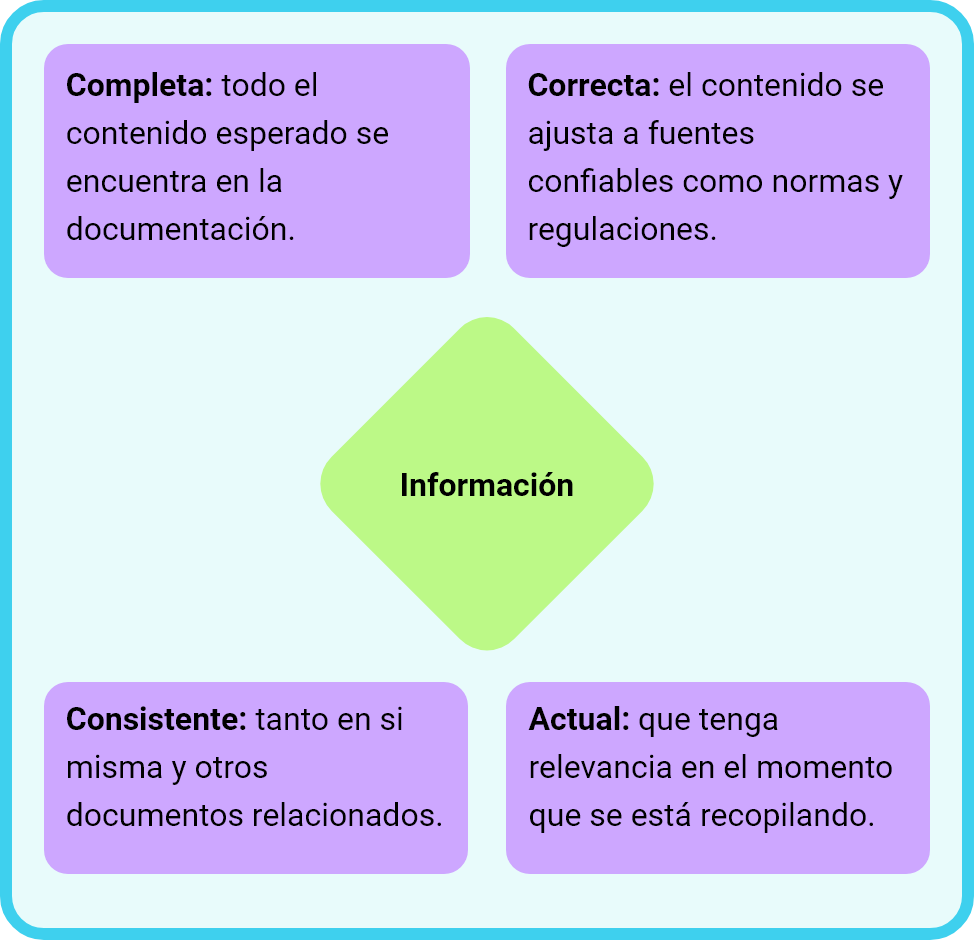 Completa: todo el
contenido esperado se
encuentra en la
documentación.
Correcta: el contenido se
ajusta a fuentes
confiables como normas y
regulaciones.
Información
Consistente: tanto en si
misma y otros
documentos relacionados.
Actual: que tenga
relevancia en el momento
que se está recopilando.